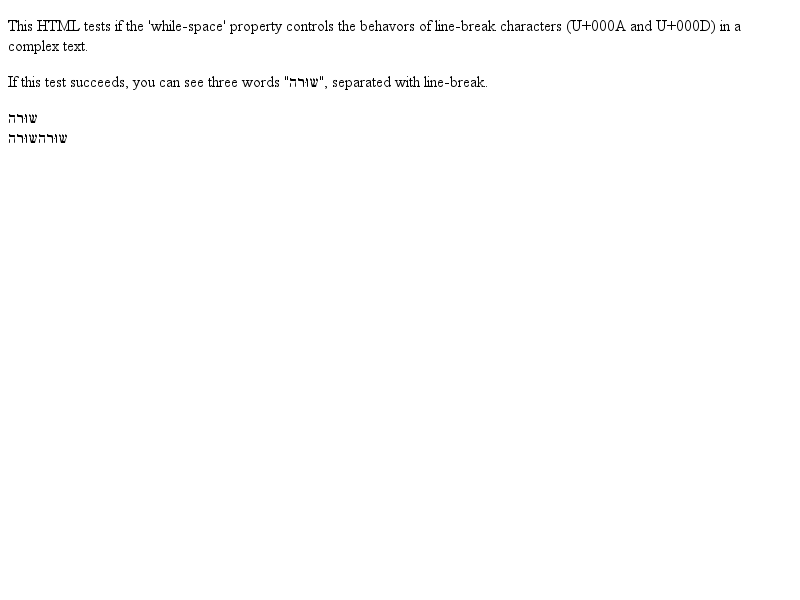 This HTML tests if the 'while-space' property controls the behavors of line-break characters (U+000A and U+000D) in a
complex text.
If this test succeeds, you can see three words "שורה", separated with line-break.
שורה
שורהשורה